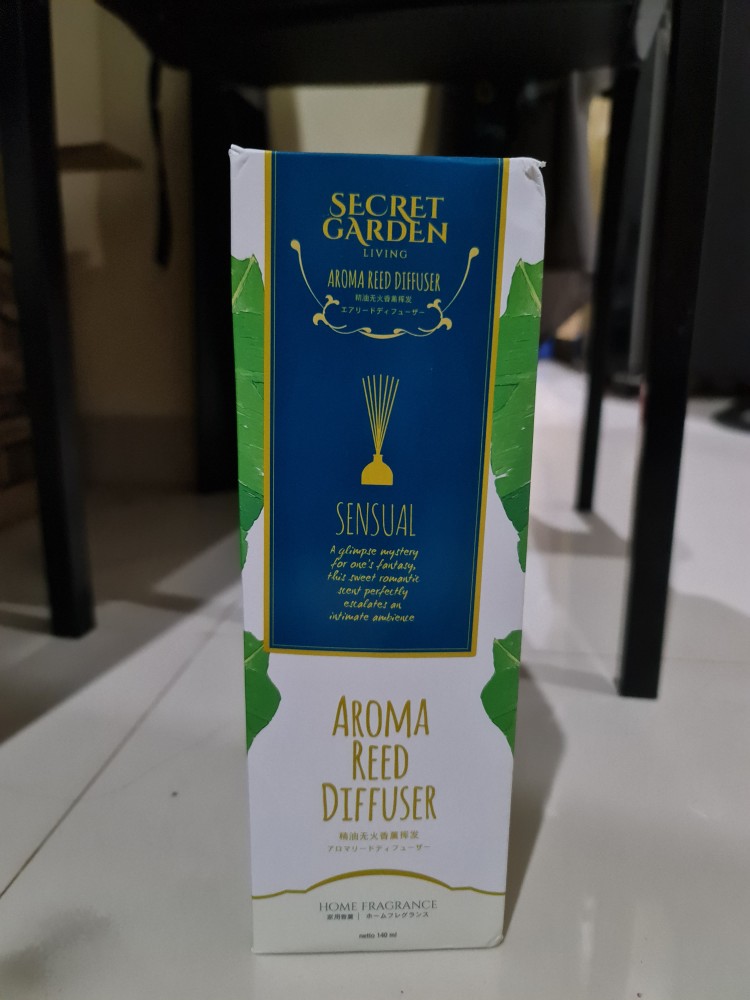 SECRET
GARDEN
LIVING
AROMA REED DIFFUSER
精油无火香薰挥发
エアリードディフューザー
SENSUAL
A glimpse mystery
for one's fantasy,
this sweet romantic
scent perfectly
escalates an
intimate ambience
AROMA
REED
DIFFUSER
精油无火香薰挥发
アロマリードディフューザー
HOME FRAGRANCE
家用香薰 | ホームフレグランス
netto 140 ml